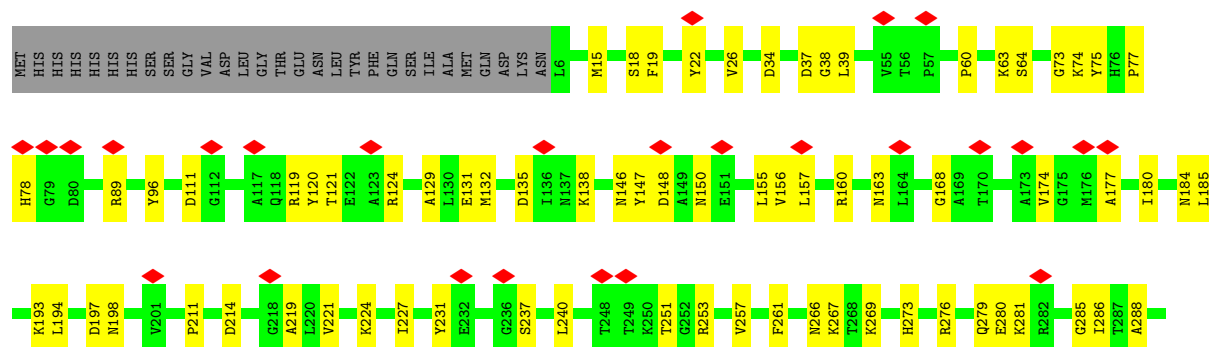 MET HIS HIS HIS HIS HIS HIS SER SER GLY VAL ASP LEU GLY THR GLU ASN LEU TYR PHE GLN SER ILE ALA MET GLN ASP LYS ASN L6 M15 S18 F19 Y22 V26 D34 D37 G38 L39 V55 T56 P57 P60 K63 S64 G73 K74 Y75 H76 P77
H78 G79 D80 R89 Y96 D111 G112 A117 Q118 R119 Y120 T121 E122 A123 R124 A129 L130 E131 M132 D135 I136 N137 K138 N146 Y147 D148 A149 N150 E151 L155 V156 L157 R160 N163 L164 G168 A169 T170 A173 V174 G175 M176 A177 I180 N184 L185
K193 L194 D197 N198 V201 P211 D214 G218 A219 L220 V221 K224 I227 Y231 E232 G236 S237 L240 T248 T249 K250 T251 G252 R253 V257 F261 N266 K267 T268 K269 H273 R276 Q279 E280 K281 R282 G285 I286 T287 A288